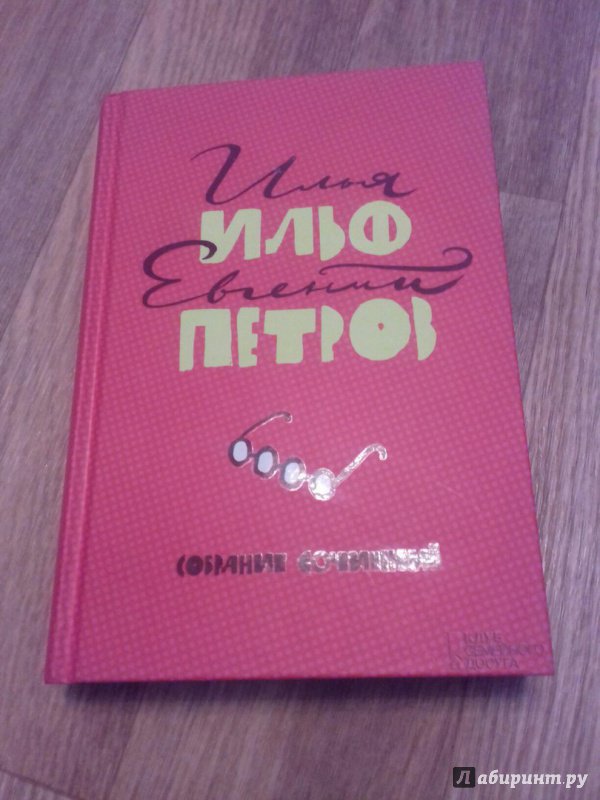 Илья
ИЛЬФ
Евгений
ПЕТРОВ
СОБРАНИЕ СОЧИНЕНИЙ
КЛУБ
СЕМЕЙНОГО
ДОСУГА
Лабиринт.ру